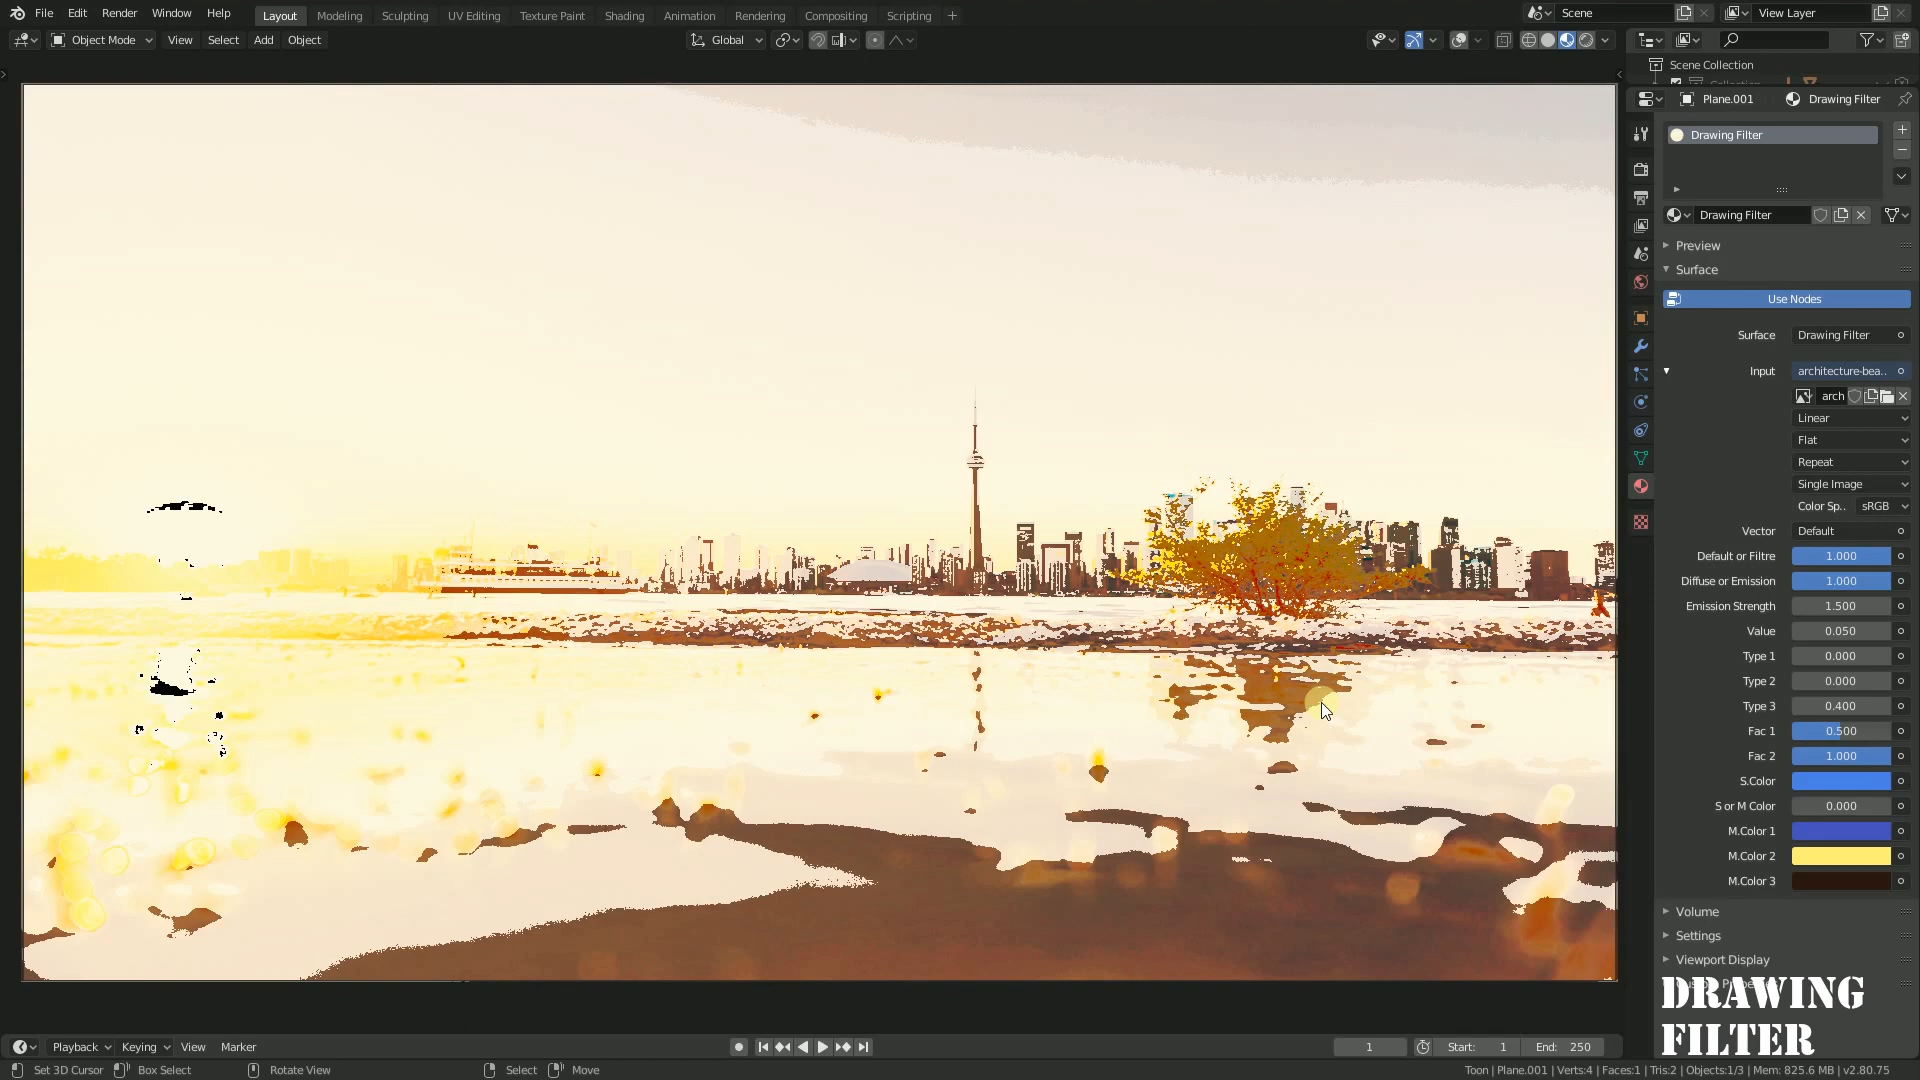 File Edit Render Window Help Layout Modeling Sculpting UV Editing Texture Paint Shading Animation Rendering Compositing Scripting + Scene View Layer
Object Mode View Select Add Object Global
Scene Collection
Plane.001 Drawing Filter
Drawing Filter
Drawing Filter
Preview
Surface
Use Nodes
Surface Drawing Filter
Input architecture-bea..
arch
Linear
Flat
Repeat
Single Image
Color Sp.. sRGB
Vector Default
Default or Filtre 1.000
Diffuse or Emission 1.000
Emission Strength 1.500
Value 0.050
Type 1 0.000
Type 2 0.000
Type 3 0.400
Fac 1 0.500
Fac 2 1.000
S.Color
S or M Color 0.000
M.Color 1
M.Color 2
M.Color 3
Volume
Settings
Viewport Display
DRAWING
FILTER
Playback Keying View Marker 1 Start: 1 End: 250
Set 3D Cursor Box Select Rotate View Select Move Toon | Plane.001 | Verts:4 | Faces:1 | Tris:2 | Objects:1/3 | Mem: 825.6 MB | v2.80.75